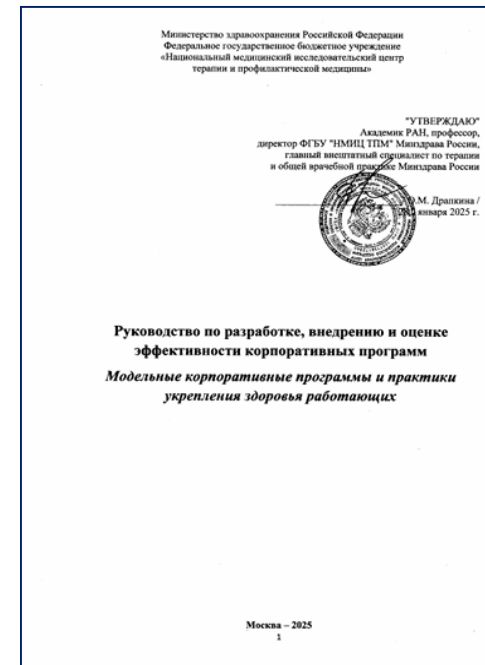 Министерство здравоохранения Российской Федерации
Федеральное государственное бюджетное учреждение
«Национальный медицинский исследовательский центр
терапии и профилактической медицины»
"УТВЕРЖДАЮ"
Академик РАН, профессор,
директор ФГБУ "НМИЦ ТПМ" Минздрава России,
главный внештатный специалист по терапии
и общей врачебной практике Минздрава России
О.М. Драпкина /
января 2025 г.
Руководство по разработке, внедрению и оценке
эффективности корпоративных программ
Модельные корпоративные программы и практики
укрепления здоровья работающих
Москва – 2025
1